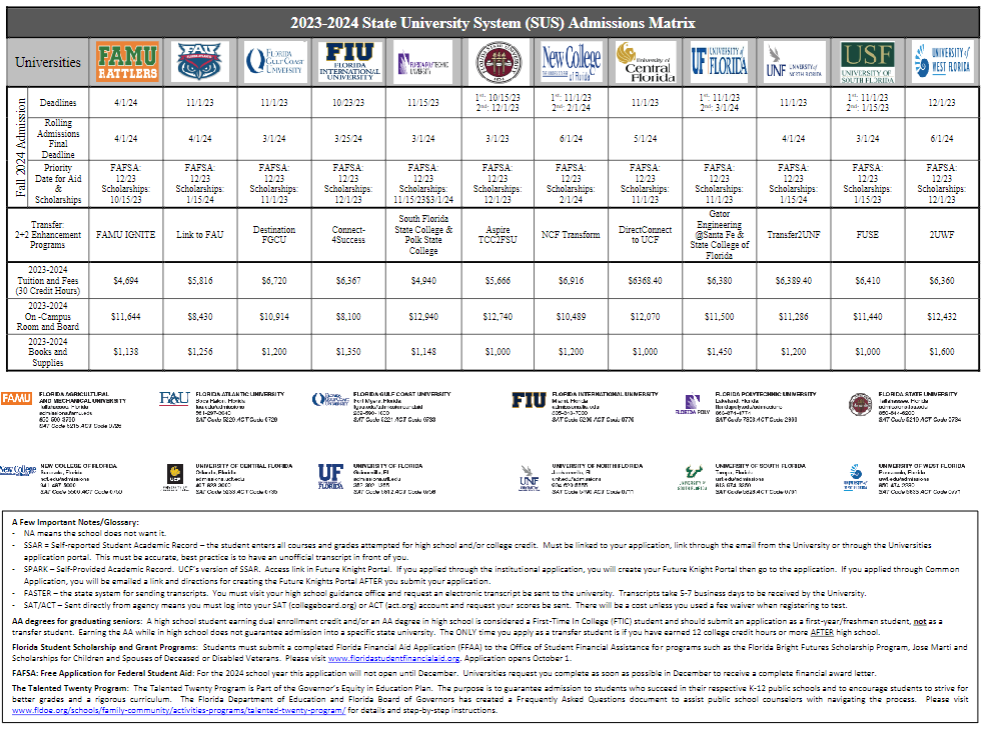 2023-2024 State University System (SUS) Admissions Matrix
Universities
FAMU RATTLERS
FAU
FLORIDA GULF COAST UNIVERSITY
FIU FLORIDA INTERNATIONAL UNIVERSITY
New College of Florida
University of Central Florida
UF UNIVERSITY of FLORIDA
UNF UNIVERSITY of NORTH FLORIDA
USF UNIVERSITY OF SOUTH FLORIDA
UNIVERSITY of WEST FLORIDA
Fall 2024 Admission
Deadlines 4/1/24 11/1/23 11/1/23 10/23/23 11/15/23 1st: 10/15/23 2nd: 12/1/23 1st: 11/1/23 2nd: 2/1/24 11/1/23 1st: 11/1/23 2nd: 3/1/24 11/1/23 1st: 11/1/23 2nd: 1/15/23 12/1/23
Rolling Admissions Final Deadline 4/1/24 4/1/24 3/1/24 3/25/24 3/1/24 3/1/23 6/1/24 5/1/24 4/1/24 3/1/24 6/1/24
Priority Date for Aid & Scholarships
FAFSA: 12/23 Scholarships: 10/15/23
FAFSA: 12/23 Scholarships: 1/15/24
FAFSA: 12/23 Scholarships: 11/1/23
FAFSA: 12/23 Scholarships: 12/1/23
FAFSA: 12/23 Scholarships: 11/15/23$3/1/24
FAFSA: 12/23 Scholarships: 12/1/23
FAFSA: 12/23 Scholarships: 2/1/24
FAFSA: 12/23 Scholarships: 11/1/23
FAFSA: 12/23 Scholarships: 11/1/23
FAFSA: 12/23 Scholarships: 1/15/24
FAFSA: 12/23 Scholarships: 1/15/23
FAFSA: 12/23 Scholarships: 12/1/23
Transfer: 2+2 Enhancement Programs
FAMU IGNITE
Link to FAU
Destination FGCU
Connect-4Success
South Florida State College & Polk State College
Aspire TCC2FSU
NCF Transform
DirectConnect to UCF
Gator Engineering @Santa Fe & State College of Florida
Transfer2UNF
FUSE
2UWF
2023-2024 Tuition and Fees (30 Credit Hours) $4,694 $5,816 $6,720 $6,367 $4,940 $5,666 $6,916 $6368.40 $6,380 $6,389.40 $6,410 $6,360
2023-2024 On -Campus Room and Board $11,644 $8,430 $10,914 $8,100 $12,940 $12,740 $10,489 $12,070 $11,500 $11,286 $11,440 $12,432
2023-2024 Books and Supplies $1,138 $1,256 $1,200 $1,350 $1,148 $1,000 $1,200 $1,000 $1,450 $1,200 $1,000 $1,600
FAMU
FLORIDA AGRICULTURAL
AND MECHANICAL UNIVERSITY
Tallahassee, Florida
FAU
FLORIDA ATLANTIC UNIVERSITY
Boca Raton, Florida
FLORIDA GULF COAST UNIVERSITY
Fort Myers, Florida
FIU
FLORIDA INTERNATIONAL UNIVERSITY
Miami, Florida
FLORIDA POLY
FLORIDA POLYTECHNIC UNIVERSITY
Lakeland, Florida
FLORIDA STATE UNIVERSITY
Tallahassee, Florida
New College
NEW COLLEGE OF FLORIDA
Sarasota, Florida
UCF
UNIVERSITY OF CENTRAL FLORIDA
Orlando, Florida
UF
UNIVERSITY OF FLORIDA
Gainesville, FL
UNF
UNIVERSITY OF NORTH FLORIDA
Jacksonville, FL
UNIVERSITY OF SOUTH FLORIDA
Tampa, Florida
UNIVERSITY OF WEST FLORIDA
Pensacola, Florida
A Few Important Notes/Glossary:
- NA means the school does not want it.
- SSAR = Self-reported Student Academic Record – the student enters all courses and grades attempted for high school and/or college credit. Must be linked to your application, link through the email from the University or through the Universities
application portal. This must be accurate, best practice is to have an unofficial transcript in front of you.
- SPARK – Self-Provided Academic Record. UCF's version of SSAR. Access link in Future Knight Portal. If you applied through the institutional application, you will create your Future Knight Portal then go to the application. If you applied through Common
Application, you will be emailed a link and directions for creating the Future Knights Portal AFTER you submit your application.
- FASTER – the state system for sending transcripts. You must visit your high school guidance office and request an electronic transcript be sent to the university. Transcripts take 5-7 business days to be received by the University.
- SAT/ACT – Sent directly from agency means you must log into your SAT (collegeboard.org) or ACT (act.org) account and request your scores be sent. There will be a cost unless you used a fee waiver when registering to test.
AA degrees for graduating seniors: A high school student earning dual enrollment credit and/or an AA degree in high school is considered a First-Time In College (FTIC) student and should submit an application as a first-year/freshmen student, not as a
transfer student. Earning the AA while in high school does not guarantee admission into a specific state university. The ONLY time you apply as a transfer student is if you have earned 12 college credit hours or more AFTER high school.
Florida Student Scholarship and Grant Programs: Students must submit a completed Florida Financial Aid Application (FFAA) to the Office of Student Financial Assistance for programs such as the Florida Bright Futures Scholarship Program, Jose Marti and
Scholarships for Children and Spouses of Deceased or Disabled Veterans. Please visit www.floridastudentfinancialaid.org. Application opens October 1.
FAFSA: Free Application for Federal Student Aid: For the 2024 school year this application will not open until December. Universities request you complete as soon as possible in December to receive a complete financial award letter.
The Talented Twenty Program: The Talented Twenty Program is Part of the Governor's Equity in Education Plan. The purpose is to guarantee admission to students who succeed in their respective K-12 public schools and to encourage students to strive for
better grades and a rigorous curriculum. The Florida Department of Education and Florida Board of Governors has created a Frequently Asked Questions document to assist public school counselors with navigating the process. Please visit
www.fldoe.org/schools/family-community/activities-programs/talented-twenty-program/ for details and step-by-step instructions.